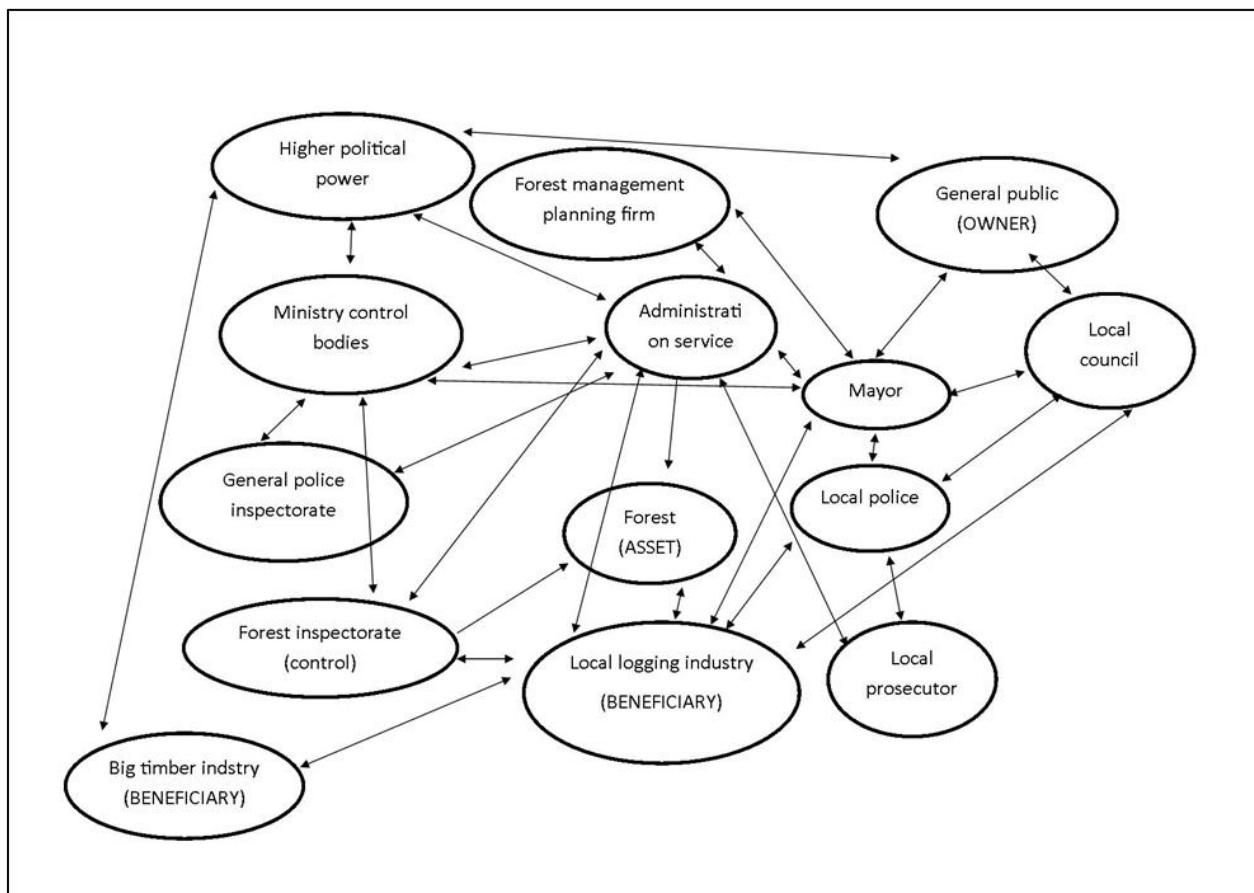 Higher political
power
Forest management
planning firm
General public
(OWNER)
Ministry control
bodies
Administrati
on service
Local
council
Mayor
General police
inspectorate
Forest
(ASSET)
Local police
Forest inspectorate
(control)
Local logging industry
(BENEFICIARY)
Local
prosecutor
Big timber indstry
(BENEFICIARY)